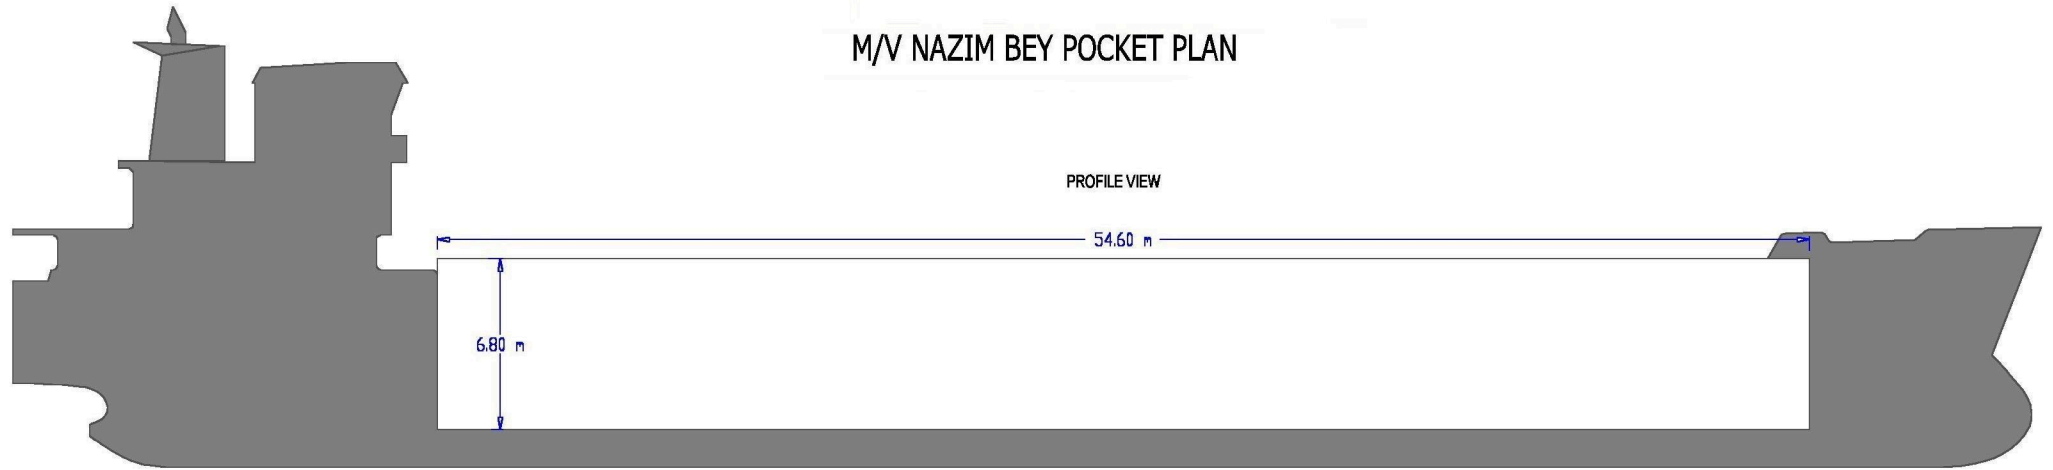 M/V NAZIM BEY POCKET PLAN
PROFILE VIEW
54.60 m
6.80 m